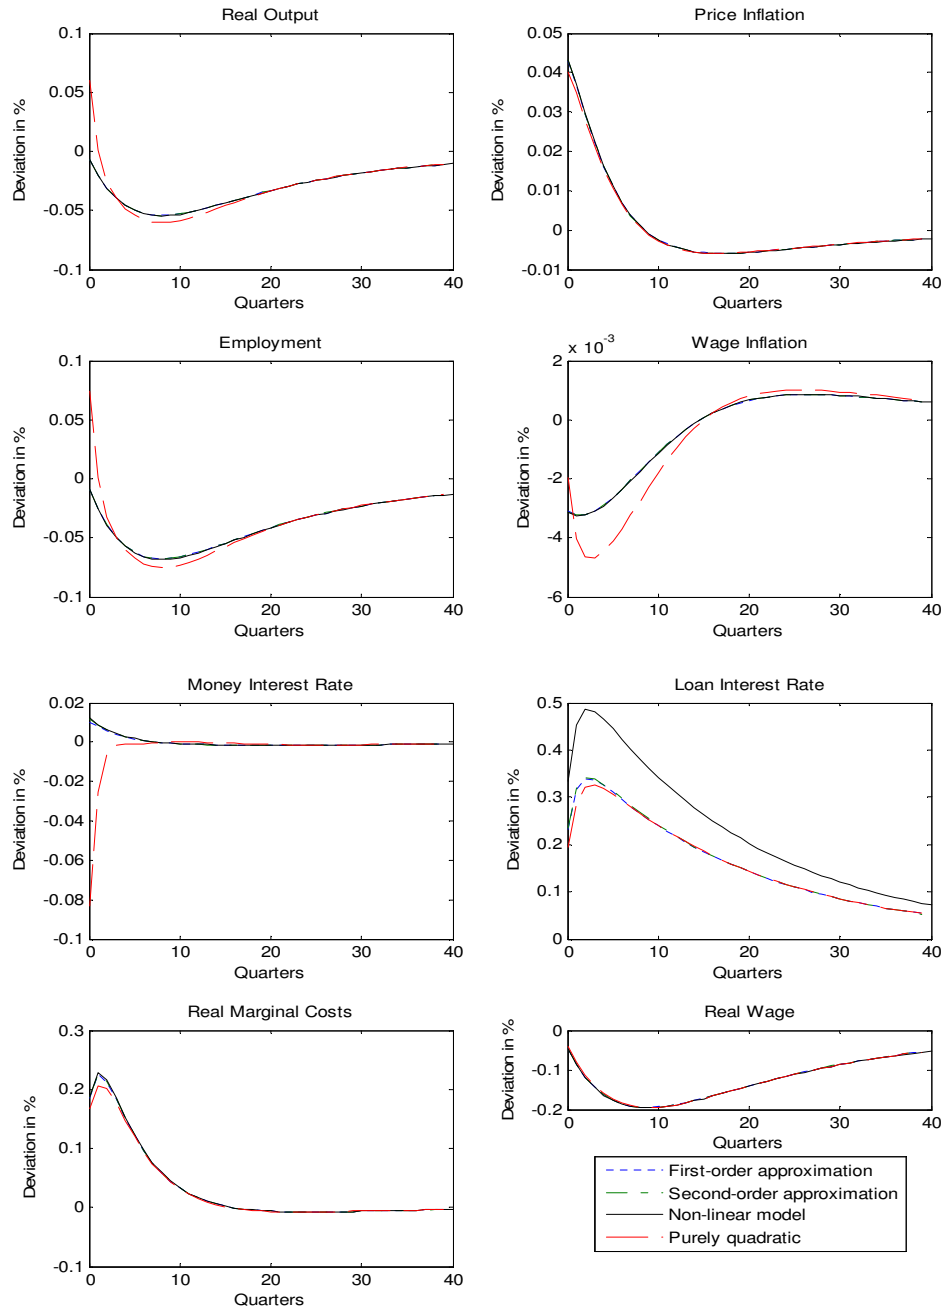 Real Output
0.1
0.05
0
-0.05
-0.1
Deviation in %
0 10 20 30 40
Quarters
Price Inflation
0.05
0.04
0.03
0.02
0.01
0
-0.01
Deviation in %
0 10 20 30 40
Quarters
Employment
0.1
0.05
0
-0.05
-0.1
Deviation in %
0 10 20 30 40
Quarters
Wage Inflation
x 10^-3
2
0
-2
-4
-6
Deviation in %
0 10 20 30 40
Quarters
Money Interest Rate
0.02
0
-0.02
-0.04
-0.06
-0.08
-0.1
Deviation in %
0 10 20 30 40
Quarters
Loan Interest Rate
0.5
0.4
0.3
0.2
0.1
0
Deviation in %
0 10 20 30 40
Quarters
Real Marginal Costs
0.3
0.2
0.1
0
-0.1
Deviation in %
0 10 20 30 40
Quarters
Real Wage
0
-0.1
-0.2
Deviation in %
0 10 20 30 40
Quarters
First-order approximation
Second-order approximation
Non-linear model
Purely quadratic